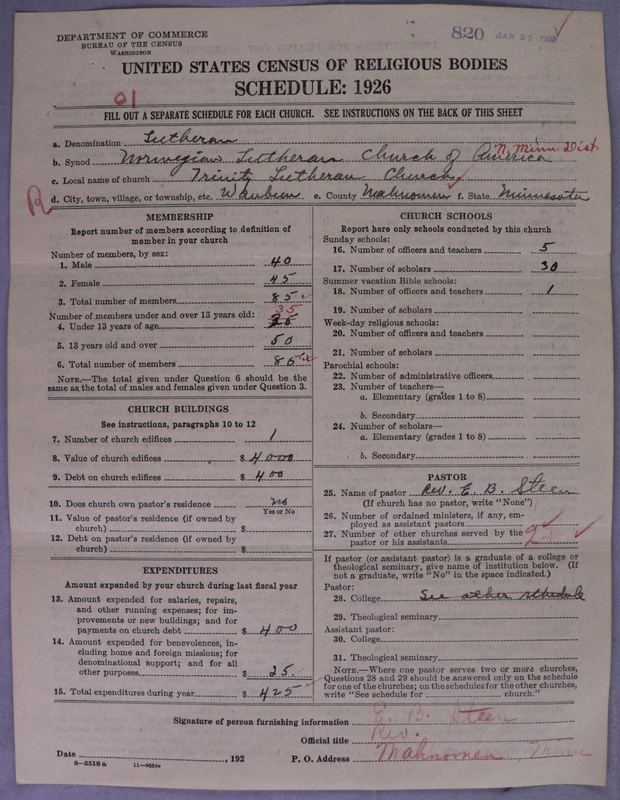 820 JAN 27 1928
DEPARTMENT OF COMMERCE
BUREAU OF THE CENSUS
WASHINGTON
UNITED STATES CENSUS OF RELIGIOUS BODIES
SCHEDULE: 1926
01
FILL OUT A SEPARATE SCHEDULE FOR EACH CHURCH. SEE INSTRUCTIONS ON THE BACK OF THIS SHEET
a. Denomination Lutheran
b. Synod Norwegian Lutheran Church of America N. Minn Dist.
c. Local name of church Trinity Lutheran Church
R d. City, town, village, or township, etc. Waubun e. County Mahnomen f. State Minnesota
MEMBERSHIP
Report number of members according to definition of
member in your church
Number of members, by sex:
1. Male 40
2. Female 45
3. Total number of members 85
Number of members under and over 13 years old: 35
4. Under 13 years of age
5. 13 years old and over 50
6. Total number of members 85
NOTE.—The total given under Question 6 should be the
same as the total of males and females given under Question 3.
CHURCH BUILDINGS
See instructions, paragraphs 10 to 12
7. Number of church edifices 1
8. Value of church edifices $ 4000
9. Debt on church edifices $ 400
10. Does church own pastor's residence no
Yes or No
11. Value of pastor's residence (if owned by
church) $
12. Debt on pastor's residence (if owned by
church) $
EXPENDITURES
Amount expended by your church during last fiscal year
13. Amount expended for salaries, repairs,
and other running expenses; for im-
provements or new buildings; and for
payments on church debt $ 400
14. Amount expended for benevolences, in-
cluding home and foreign missions; for
denominational support; and for all
other purposes $ 25
15. Total expenditures during year $ 425
CHURCH SCHOOLS
Report here only schools conducted by this church
Sunday schools:
16. Number of officers and teachers 5
17. Number of scholars 30
Summer vacation Bible schools:
18. Number of officers and teachers 1
19. Number of scholars
Week-day religious schools:
20. Number of officers and teachers
21. Number of scholars
Parochial schools:
22. Number of administrative officers
23. Number of teachers—
a. Elementary (grades 1 to 8)
b. Secondary
24. Number of scholars—
a. Elementary (grades 1 to 8)
b. Secondary
PASTOR
25. Name of pastor Rev. E. B. Steen
(If church has no pastor, write "None")
26. Number of ordained ministers, if any, em-
ployed as assistant pastors
27. Number of other churches served by the
pastor or his assistants 2
If pastor (or assistant pastor) is a graduate of a college or
theological seminary, give name of institution below. (If
not a graduate, write "No" in the space indicated.)
Pastor:
28. College See other schedule
29. Theological seminary
Assistant pastor:
30. College
31. Theological seminary
NOTE.—Where one pastor serves two or more churches,
Questions 28 and 29 should be answered only on the schedule
for one of the churches; on the schedules for the other churches,
write "See schedule for church."
Signature of person furnishing information E. B. Steen
Official title Rev.
Date , 192 P. O. Address Mahnomen, Minn
8—5518 a